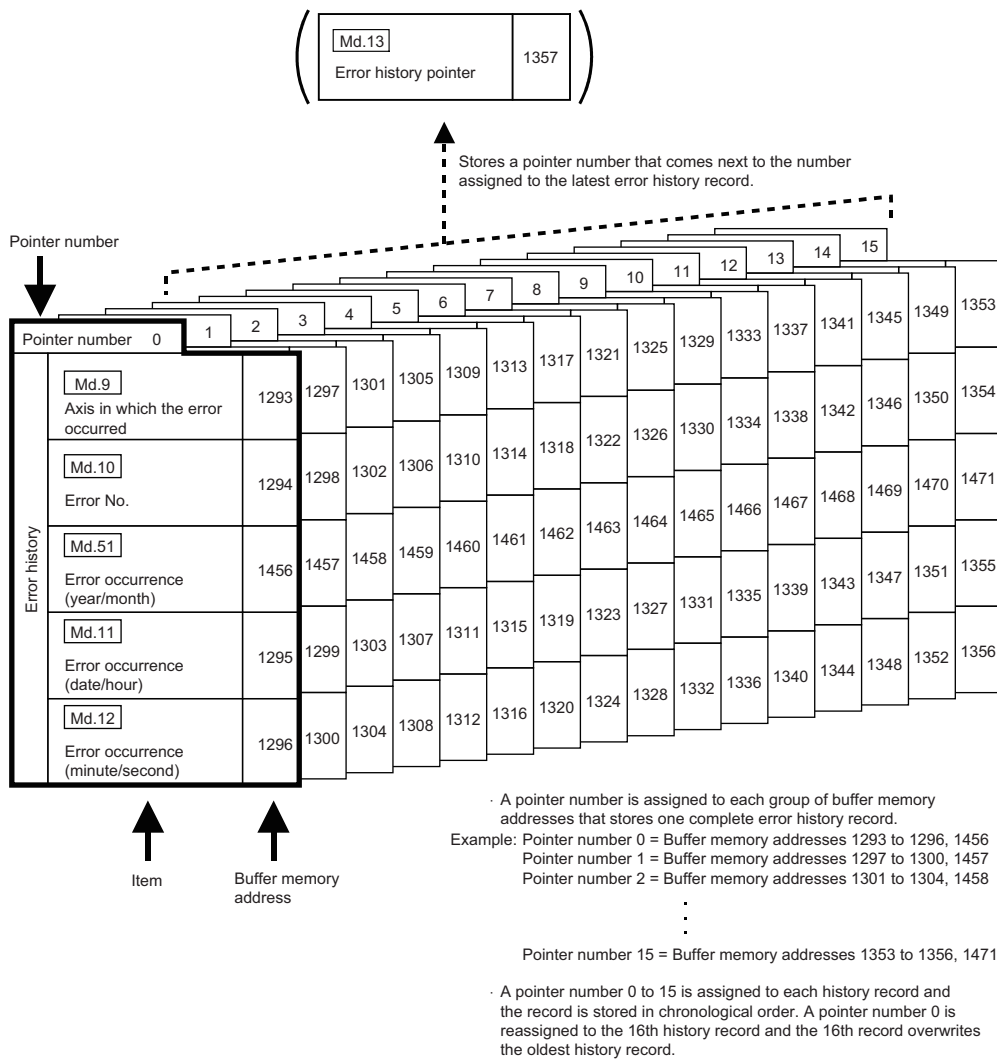 Md.13
Error history pointer
1357
Stores a pointer number that comes next to the number
assigned to the latest error history record.
Pointer number
Pointer number 0
1
2
3
4
5
6
7
8
9
10
11
12
13
14
15
Error history
Md.9
Axis in which the error
occurred
1293 1297 1301 1305 1309 1313 1317 1321 1325 1329 1333 1337 1341 1345 1349 1353
Md.10
Error No.
1294 1298 1302 1306 1310 1314 1318 1322 1326 1330 1334 1338 1342 1346 1350 1354
Md.51
Error occurrence
(year/month)
1456 1457 1458 1459 1460 1461 1462 1463 1464 1465 1466 1467 1468 1469 1470 1471
Md.11
Error occurrence
(date/hour)
1295 1299 1303 1307 1311 1315 1319 1323 1327 1331 1335 1339 1343 1347 1351 1355
Md.12
Error occurrence
(minute/second)
1296 1300 1304 1308 1312 1316 1320 1324 1328 1332 1336 1340 1344 1348 1352 1356
Item
Buffer memory
address
· A pointer number is assigned to each group of buffer memory
addresses that stores one complete error history record.
Example: Pointer number 0 = Buffer memory addresses 1293 to 1296, 1456
Pointer number 1 = Buffer memory addresses 1297 to 1300, 1457
Pointer number 2 = Buffer memory addresses 1301 to 1304, 1458
Pointer number 15 = Buffer memory addresses 1353 to 1356, 1471
· A pointer number 0 to 15 is assigned to each history record and
the record is stored in chronological order. A pointer number 0 is
reassigned to the 16th history record and the 16th record overwrites
the oldest history record.